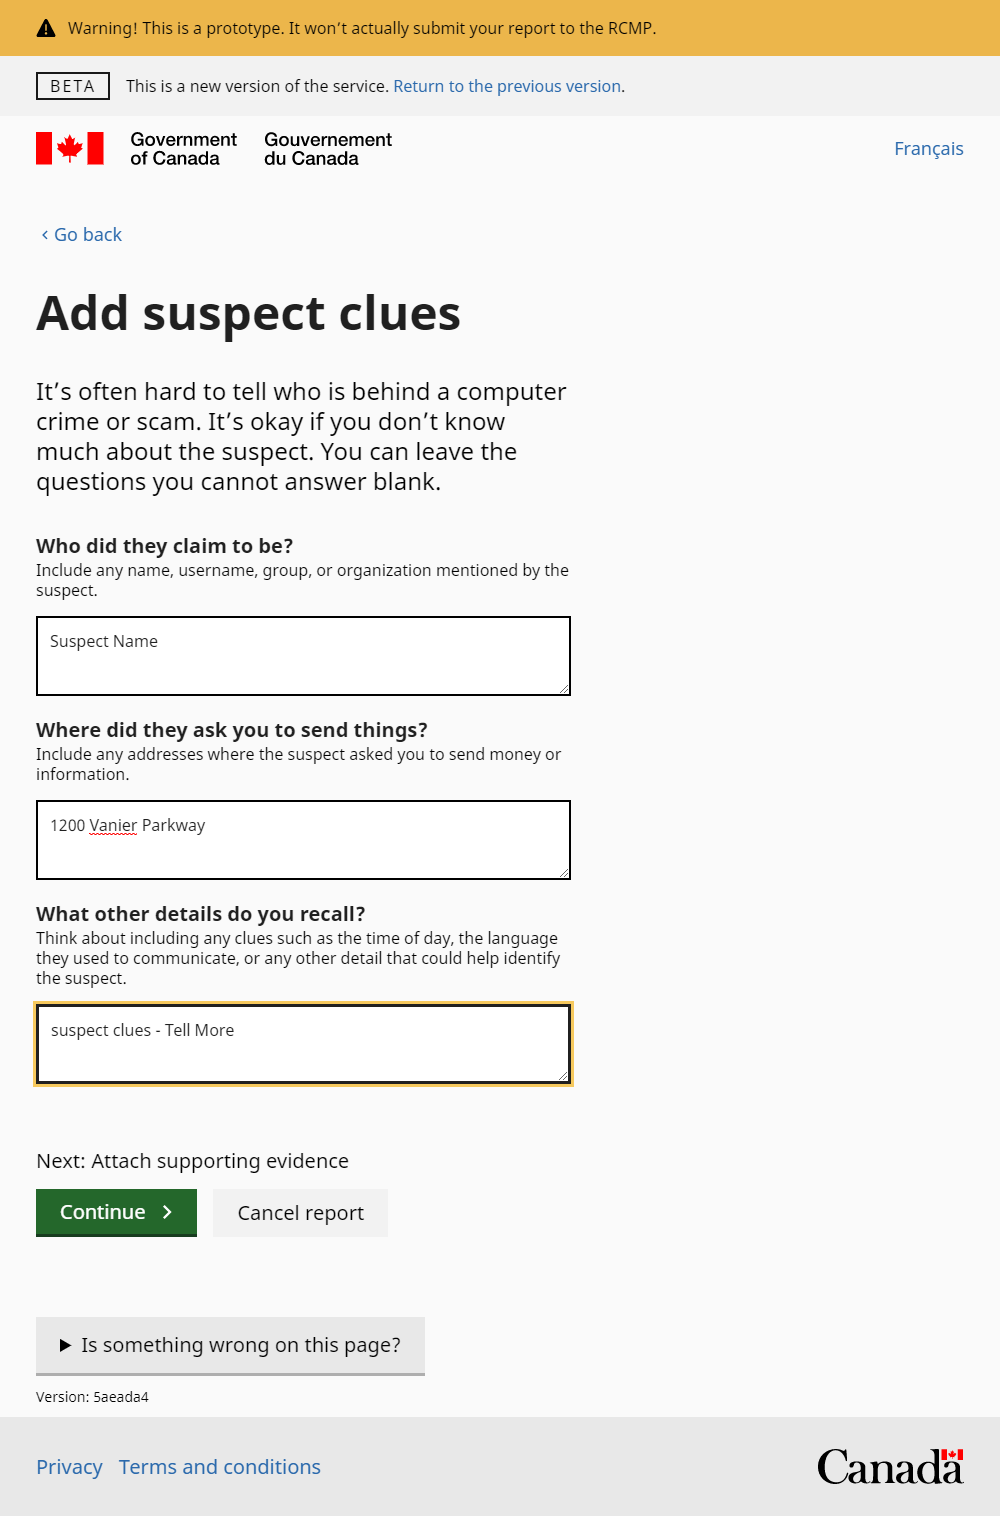 Warning! This is a prototype. It won’t actually submit your report to the RCMP.
BETA This is a new version of the service. Return to the previous version.
Government of Canada
Gouvernement du Canada
Français
Go back
Add suspect clues
It’s often hard to tell who is behind a computer
crime or scam. It’s okay if you don’t know
much about the suspect. You can leave the
questions you cannot answer blank.
Who did they claim to be?
Include any name, username, group, or organization mentioned by the
suspect.
Suspect Name
Where did they ask you to send things?
Include any addresses where the suspect asked you to send money or
information.
1200 Vanier Parkway
What other details do you recall?
Think about including any clues such as the time of day, the language
they used to communicate, or any other detail that could help identify
the suspect.
suspect clues - Tell More
Next: Attach supporting evidence
Continue
Cancel report
Is something wrong on this page?
Version: 5aeada4
Privacy Terms and conditions
Canada